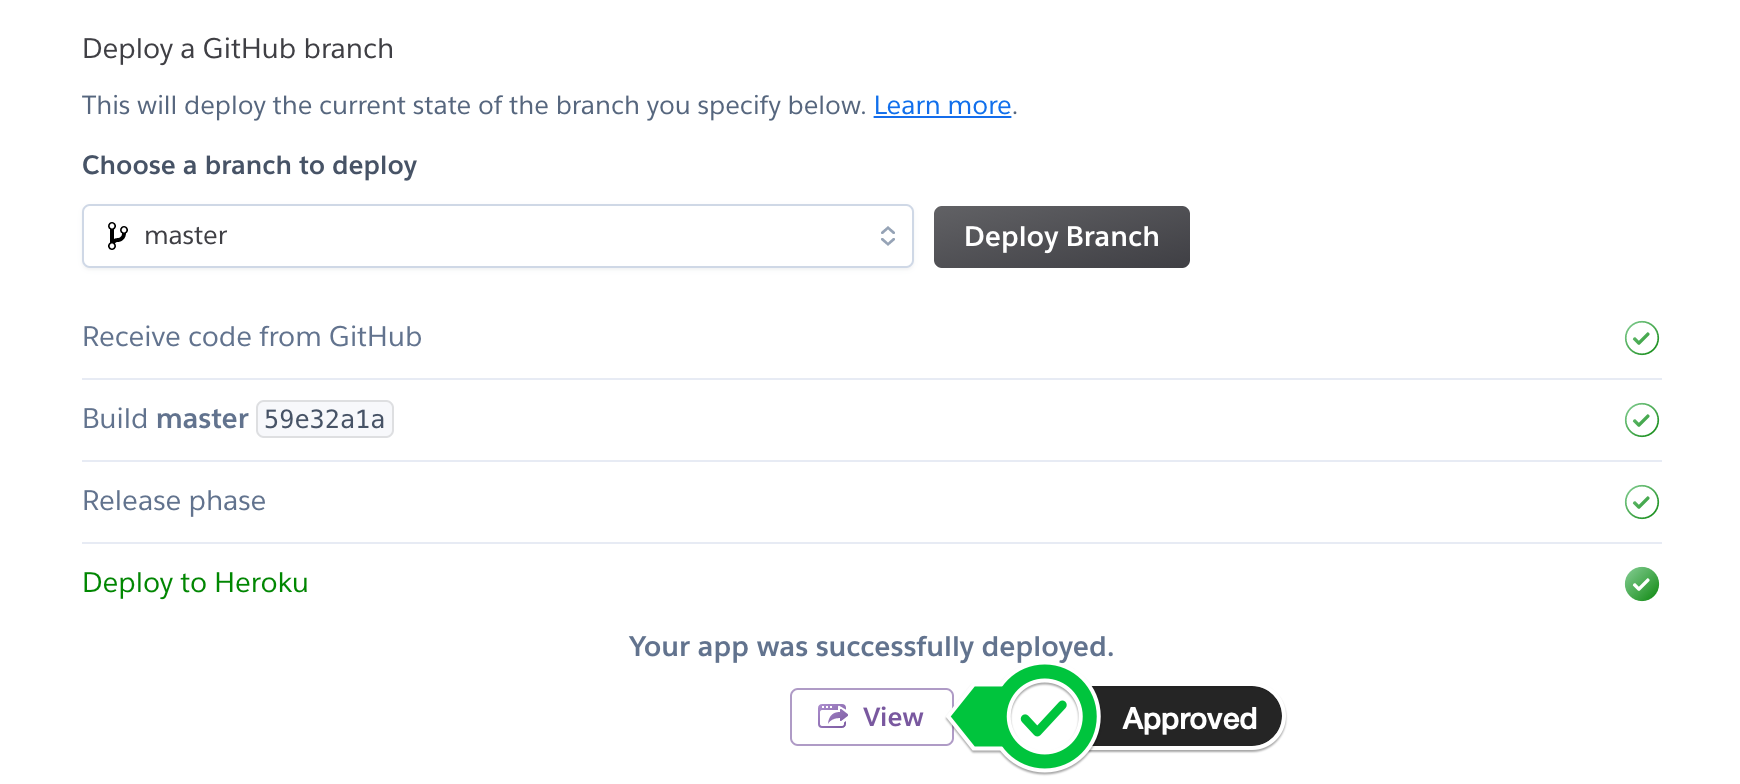 Deploy a GitHub branch
This will deploy the current state of the branch you specify below. Learn more.
Choose a branch to deploy
master
Deploy Branch
Receive code from GitHub
Build master 59e32a1a
Release phase
Deploy to Heroku
Your app was successfully deployed.
View
Approved